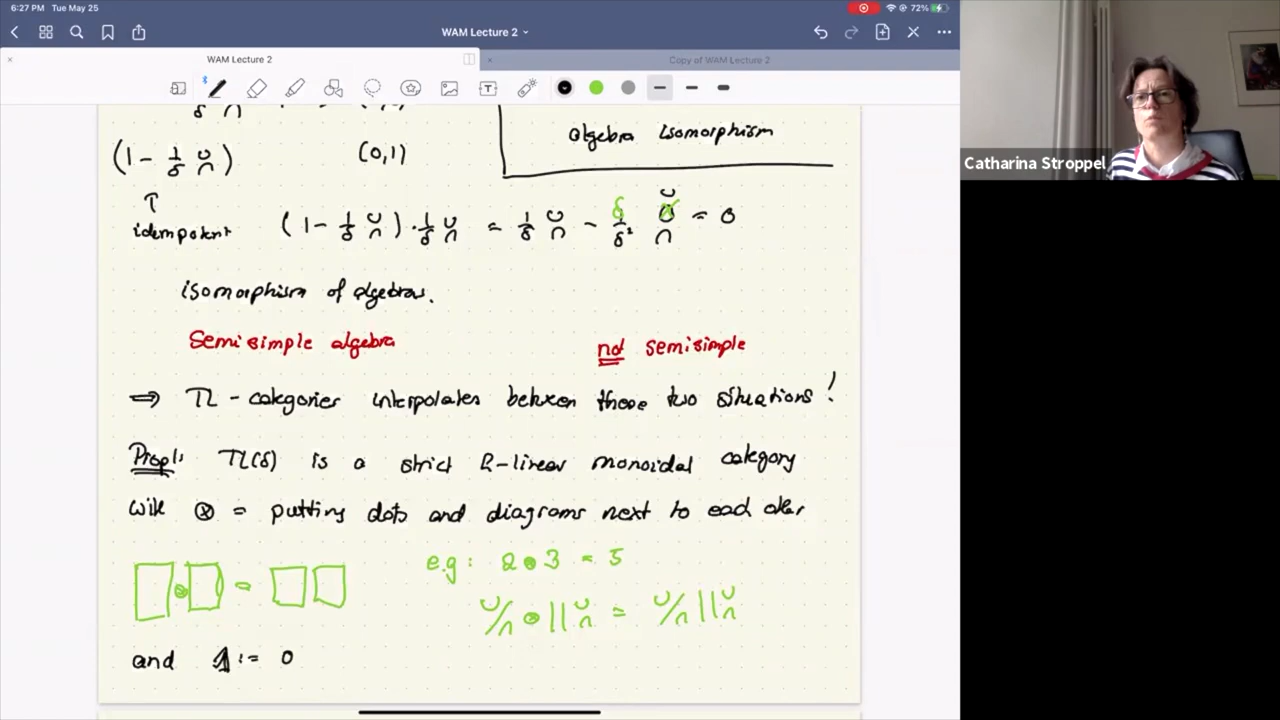 6:27 PM Tue May 25
72%
WAM Lecture 2
WAM Lecture 2
Copy of WAM Lecture 2
Catharina Stroppel
algebra isomorphism
(1 - 1/δ ∪∩) (0,1)
↑
idempotent (1 - 1/δ ∪∩) · 1/δ ∪∩ = 1/δ ∪∩ - δ/δ² ∪∩ = 0
isomorphism of algebras.
Semisimple algebra not semisimple
⇒ TL-categories interpolates between those two situations!
Prop1: TL(δ) is a strict k-linear monoidal category
with ⊗ = putting dots and diagrams next to each other
□ ⊗ □ = □□ e.g: 2 ⊗ 3 = 5
∪/∩ ⊗ || ∪∩ = ∪/∩ || ∪∩
and 𝟙 := 0